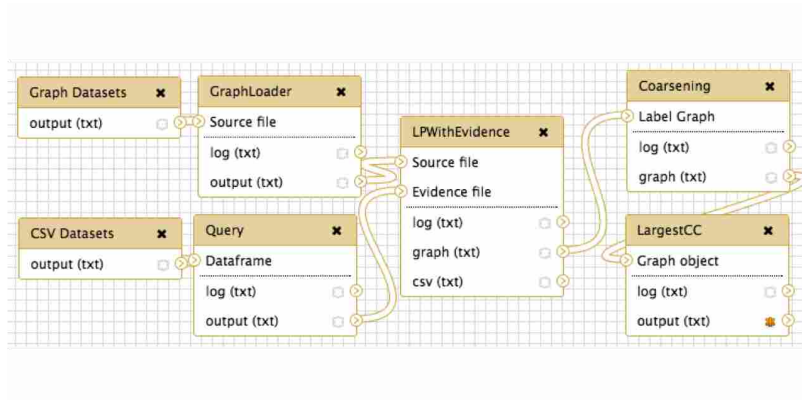 Graph Datasets
output (txt)
GraphLoader
Source file
log (txt)
output (txt)
CSV Datasets
output (txt)
Query
Dataframe
log (txt)
output (txt)
LPWithEvidence
Source file
Evidence file
log (txt)
graph (txt)
csv (txt)
Coarsening
Label Graph
log (txt)
graph (txt)
LargestCC
Graph object
log (txt)
output (txt)